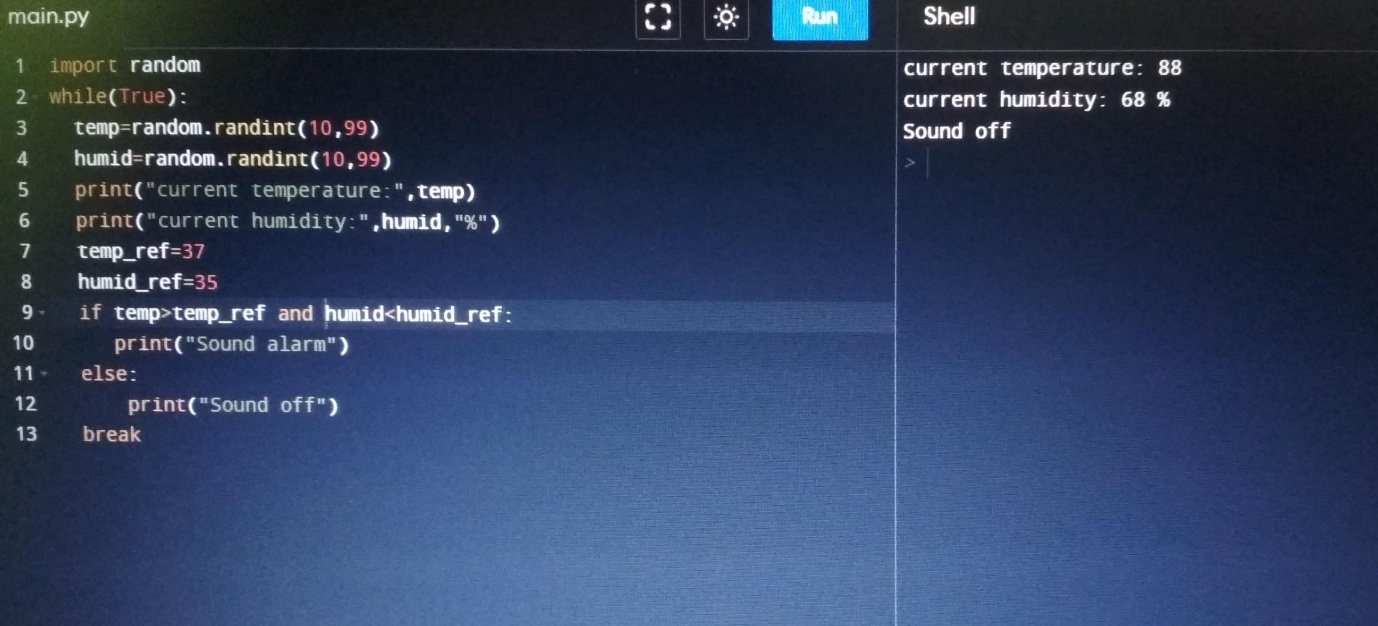 main.py
Run
Shell
1 import random
2 while(True):
3 temp=random.randint(10,99)
4 humid=random.randint(10,99)
5 print("current temperature:",temp)
6 print("current humidity:",humid,"%")
7 temp_ref=37
8 humid_ref=35
9 if temp>temp_ref and humid<humid_ref:
10 print("Sound alarm")
11 else:
12 print("Sound off")
13 break
current temperature: 88
current humidity: 68 %
Sound off
>